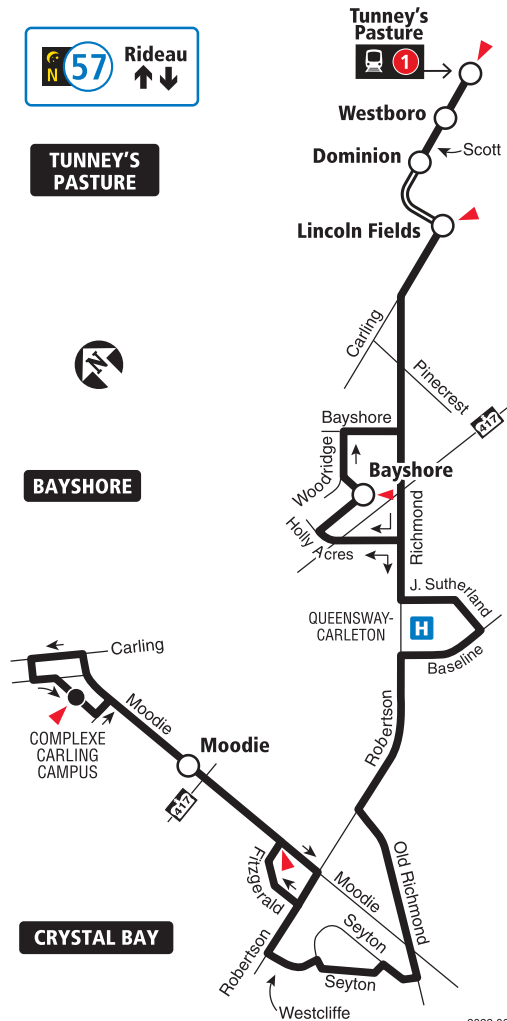 Tunney's
Pasture
1
N
57
Rideau
Westboro
TUNNEY'S
PASTURE
Dominion
Scott
Lincoln Fields
Carling
N
Pinecrest
417
Bayshore
Woodridge
Bayshore
BAYSHORE
Richmond
Holly Acres
J. Sutherland
QUEENSWAY-
CARLETON
H
Baseline
Carling
Moodie
COMPLEXE
CARLING
CAMPUS
Moodie
417
Robertson
Fitzgerald
Moodie
Old Richmond
Seyton
CRYSTAL BAY
Robertson
Seyton
Westcliffe